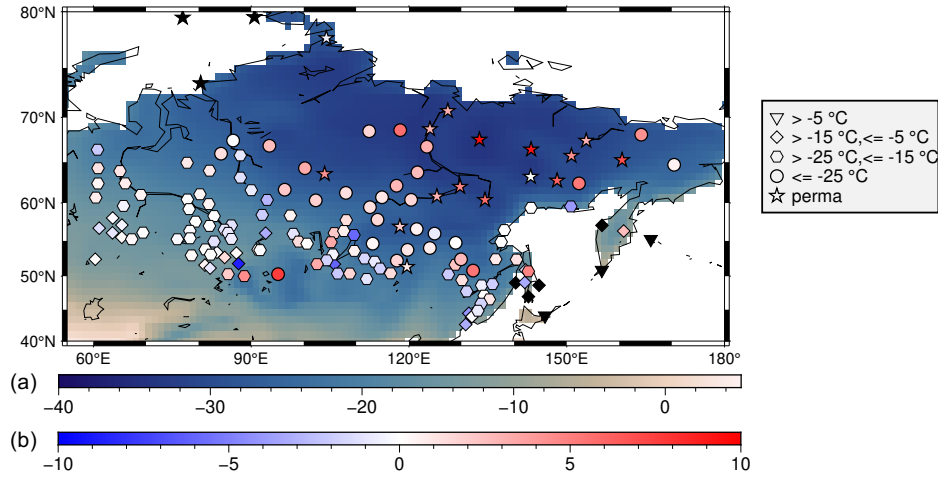 80°N
70°N
60°N
50°N
40°N
60°E 90°E 120°E 150°E 180°
> -5 °C
> -15 °C,<= -5 °C
> -25 °C,<= -15 °C
<= -25 °C
perma
(a)
−40 −30 −20 −10 0
(b)
−10 −5 0 5 10